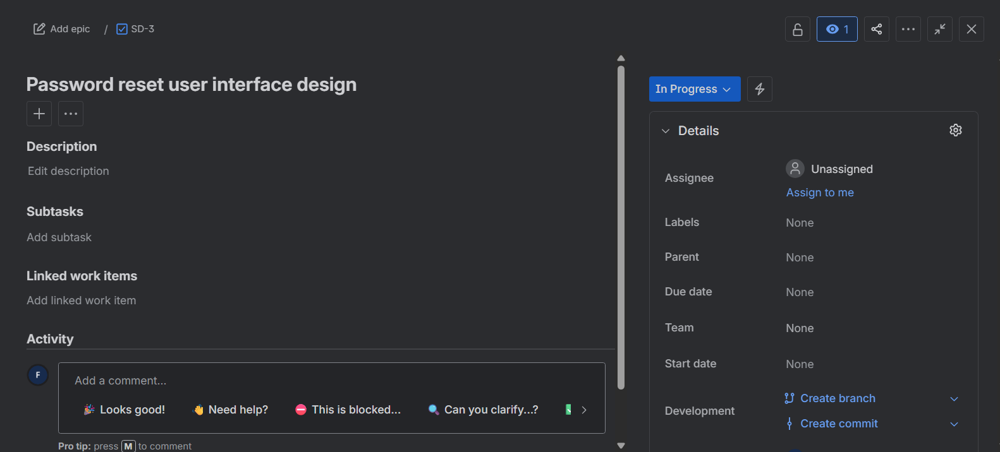 Add epic / SD-3
1
Password reset user interface design
Description
Edit description
Subtasks
Add subtask
Linked work items
Add linked work item
Activity
F
Add a comment...
Looks good! Need help? This is blocked... Can you clarify...?
Pro tip: press M to comment
In Progress
Details
Assignee Unassigned
Assign to me
Labels None
Parent None
Due date None
Team None
Start date None
Development Create branch
Create commit